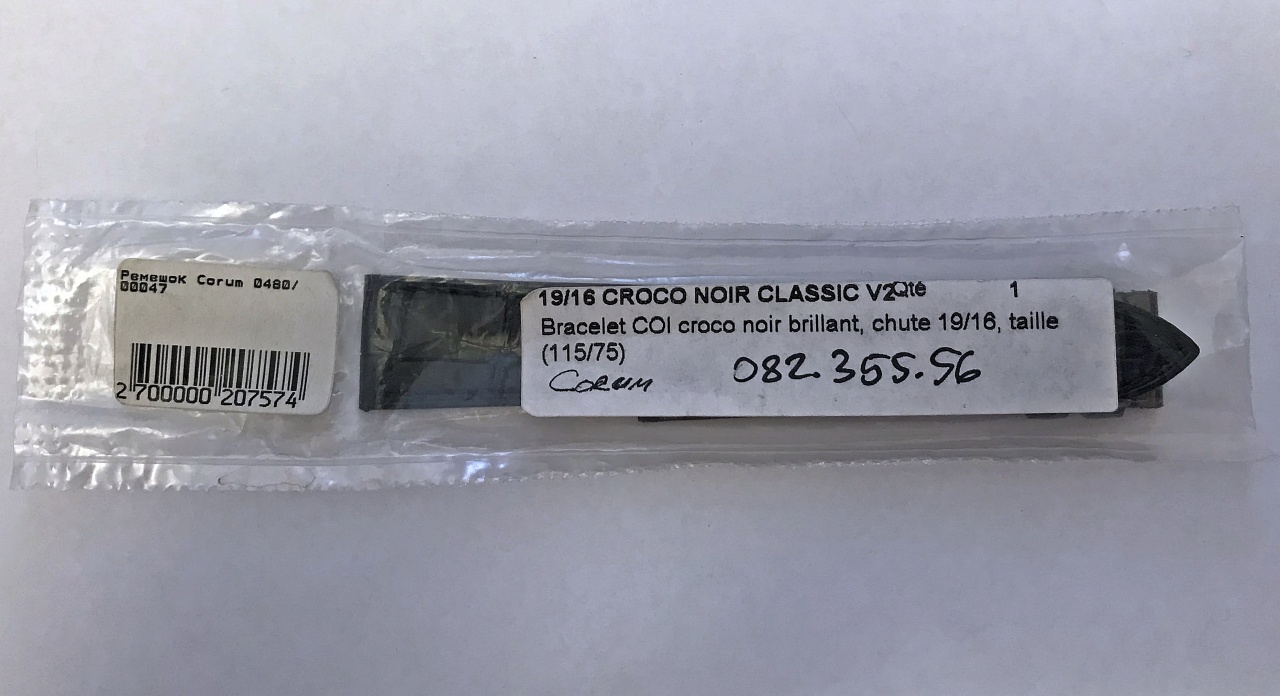 Ремешок Corum 0480/
00047
2 700000 207574
19/16 CROCO NOIR CLASSIC V2 Qté 1
Bracelet COI croco noir brillant, chute 19/16, taille
(115/75)
Corum 082.355.56